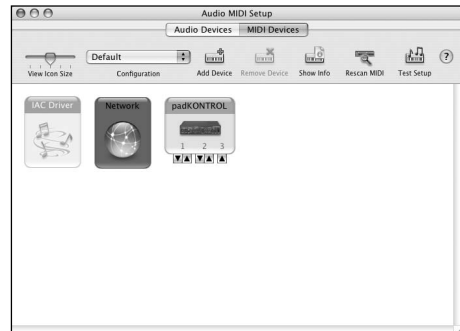 Audio MIDI Setup
Audio Devices MIDI Devices
Default
View Icon Size Configuration Add Device Remove Device Show Info Rescan MIDI Test Setup
?
IAC Driver Network padKONTROL
1 2 3